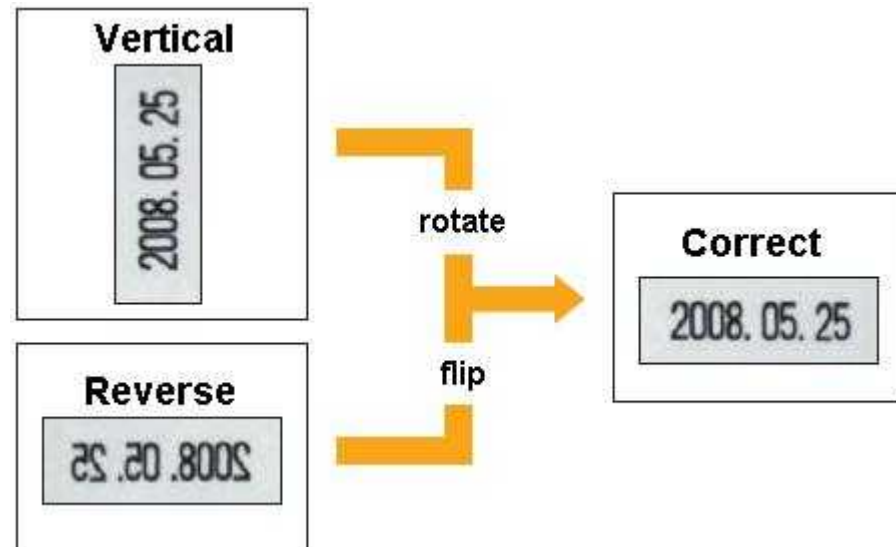 Vertical
2008. 05. 25
rotate
Correct
2008. 05. 25
flip
Reverse
2008. 05. 25